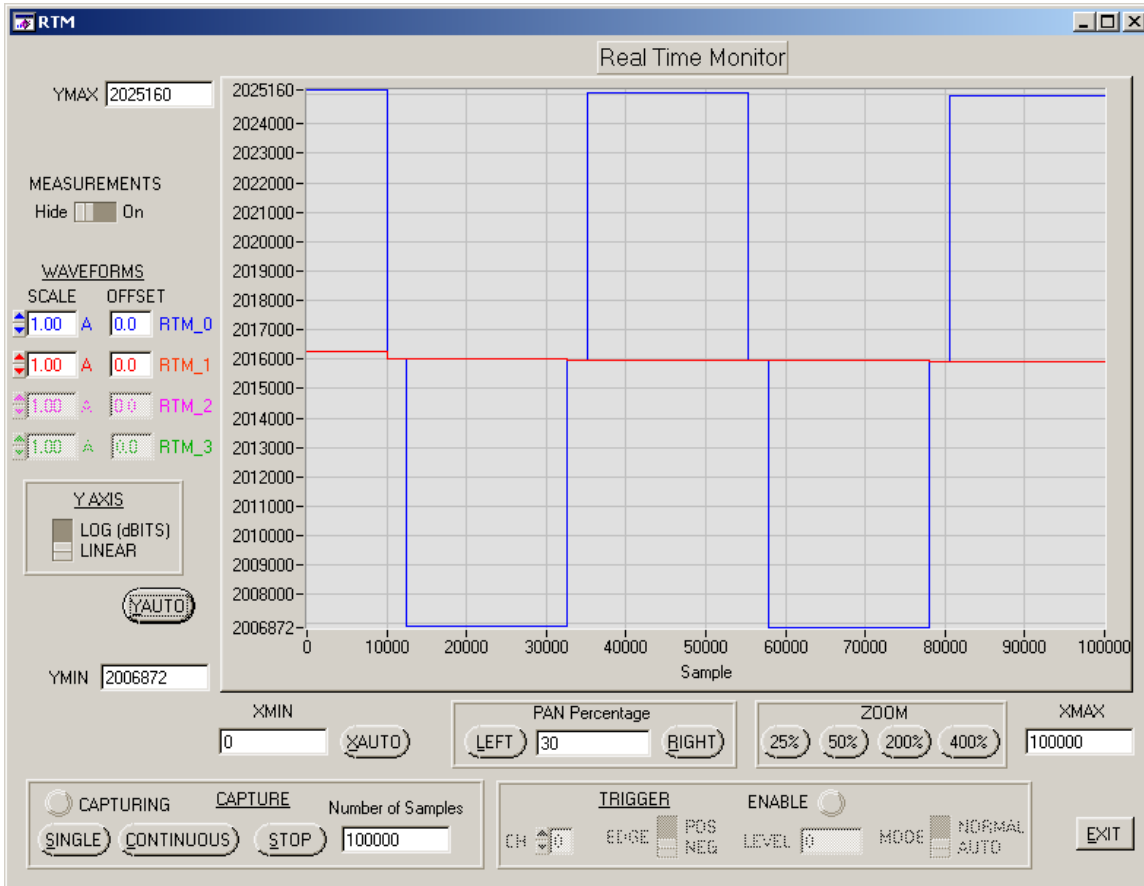 RTM
Real Time Monitor
YMAX 2025160
MEASUREMENTS
Hide On
WAVEFORMS
SCALE OFFSET
1.00 A 0.0 RTM_0
1.00 A 0.0 RTM_1
1.00 A 0.0 RTM_2
1.00 A 0.0 RTM_3
Y AXIS
LOG (dBITS)
LINEAR
YAUTO
YMIN 2006872
2025160
2024000
2023000
2022000
2021000
2020000
2019000
2018000
2017000
2016000
2015000
2014000
2013000
2012000
2011000
2010000
2009000
2008000
2006872
0 10000 20000 30000 40000 50000 60000 70000 80000 90000 100000
Sample
XMIN
0 XAUTO
PAN Percentage
LEFT 30 RIGHT
ZOOM
25% 50% 200% 400%
XMAX
100000
CAPTURING CAPTURE Number of Samples
SINGLE CONTINUOUS STOP 100000
TRIGGER ENABLE
CH 0 EDGE POS NEG LEVEL 0 MODE NORMAL AUTO
EXIT